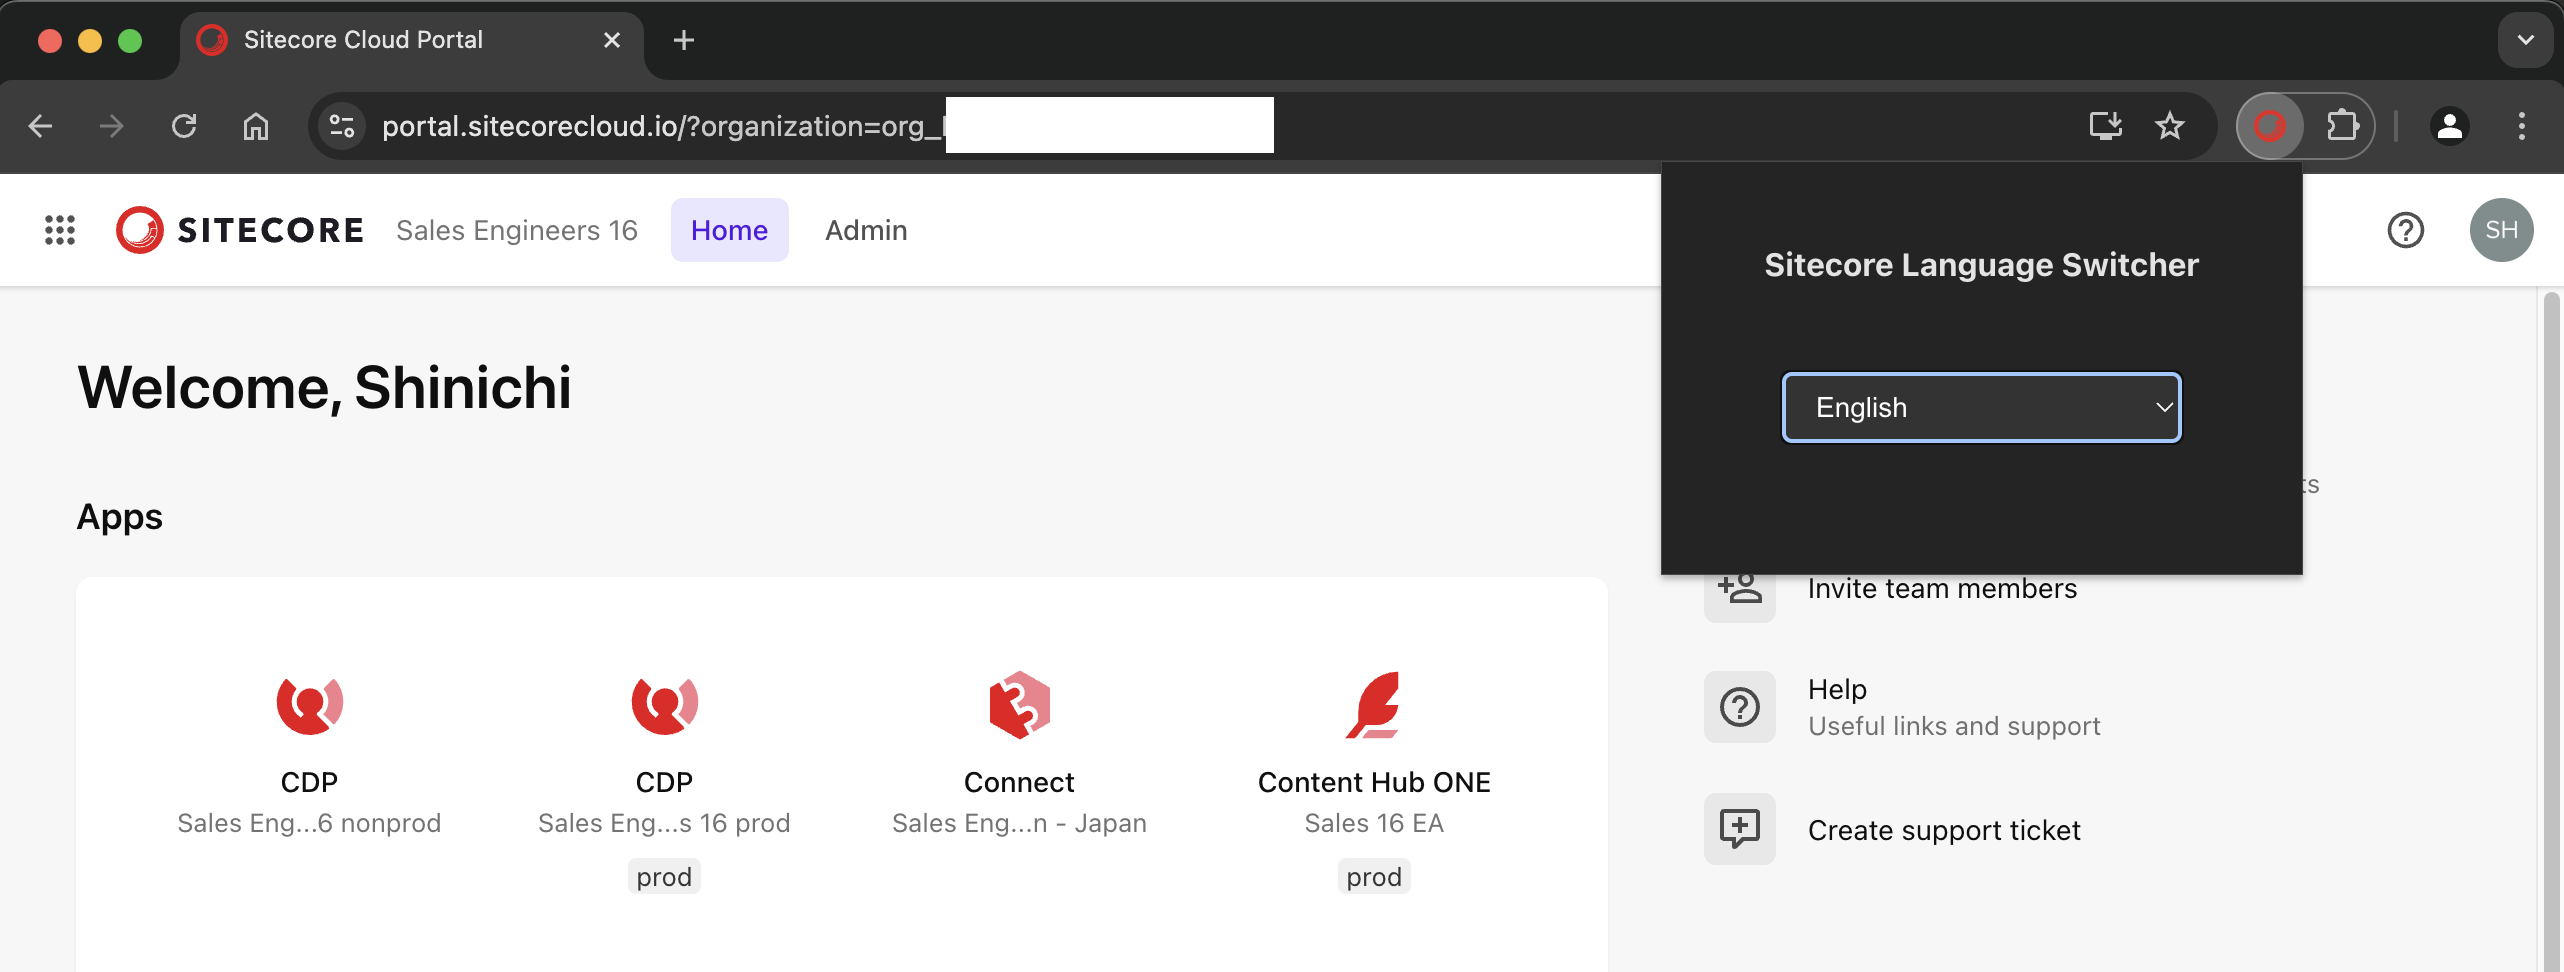 Sitecore Cloud Portal
portal.sitecorecloud.io/?organization=org_
SITECORE
Sales Engineers 16
Home
Admin
SH
Sitecore Language Switcher
English
Welcome, Shinichi
Apps
CDP
Sales Eng...6 nonprod
CDP
Sales Eng...s 16 prod
prod
Connect
Sales Eng...n - Japan
Content Hub ONE
Sales 16 EA
prod
ts
Invite team members
Help
Useful links and support
Create support ticket